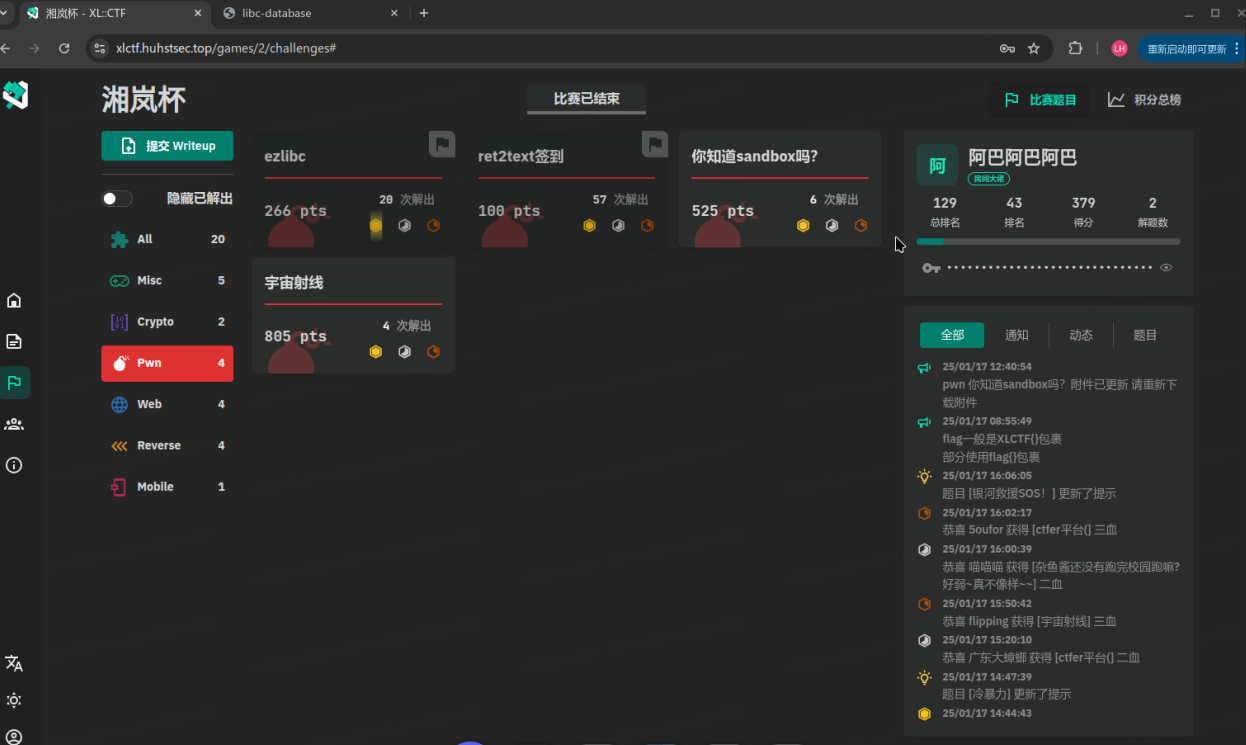 湘岚杯 - XL::CTF
libc-database
xlctf.huhstsec.top/games/2/challenges#
LH
重新启动即可更新
湘岚杯
比赛已结束
比赛题目
积分总榜
提交 Writeup
隐藏已解出
All 20
Misc 5
Crypto 2
Pwn 4
Web 4
Reverse 4
Mobile 1
ezlibc
20 次解出
266 pts
ret2text签到
57 次解出
100 pts
你知道sandbox吗?
6 次解出
525 pts
宇宙射线
4 次解出
805 pts
阿
阿巴阿巴阿巴
民间大佬
129 43 379 2
总排名 排名 得分 解题数
全部 通知 动态 题目
25/01/17 12:40:54
pwn 你知道sandbox吗？附件已更新 请重新下
载附件
25/01/17 08:55:49
flag一般是XLCTF{}包裹
部分使用flag{}包裹
25/01/17 16:06:05
题目 [银河救援SOS！] 更新了提示
25/01/17 16:02:17
恭喜 5oufor 获得 [ctfer平台(] 三血
25/01/17 16:00:39
恭喜 喵喵喵 获得 [杂鱼酱还没有跑完校园跑嘛?
好弱~真不像样~~] 二血
25/01/17 15:50:42
恭喜 flipping 获得 [宇宙射线] 三血
25/01/17 15:20:10
恭喜 广东大蟑螂 获得 [ctfer平台(] 二血
25/01/17 14:47:39
题目 [冷暴力] 更新了提示
25/01/17 14:44:43